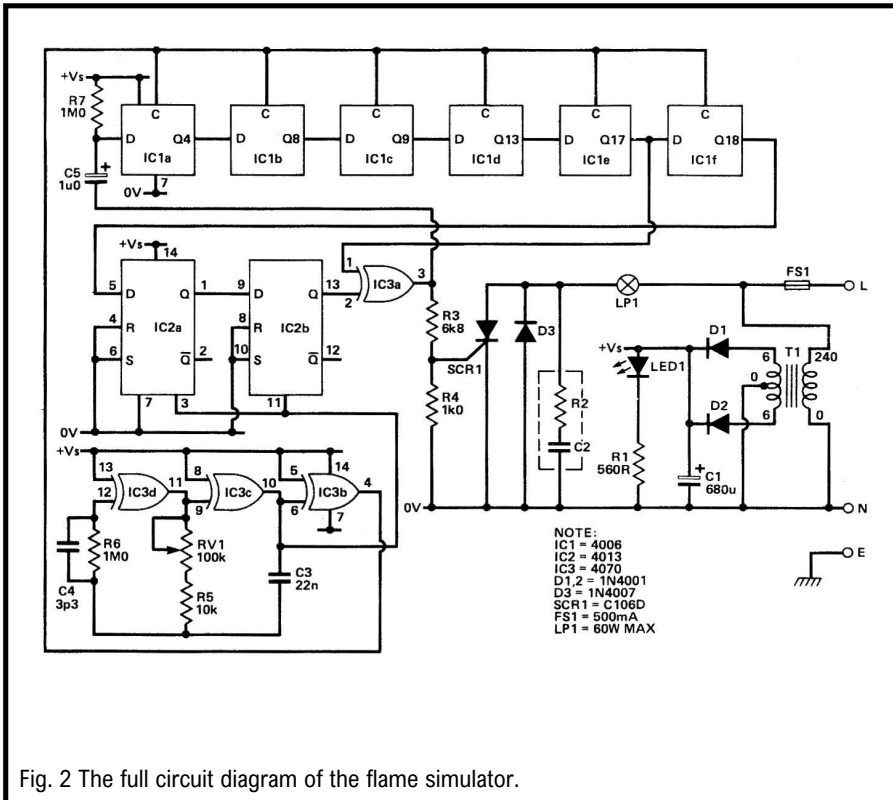 +Vs
R7
1M0
C
C
C
C
C
C
D Q4
D Q8
D Q9
D Q13
D Q17
D Q18
IC1a
IC1b
IC1c
IC1d
IC1e
IC1f
C5
1u0
+
7
0V
+Vs
14
5 D Q 1
9 D Q 13
1
2
3
IC3a
4 R
8 R
IC2a
IC2b
6 S Q 2
10 S Q 12
7
3
11
0V
R3
6k8
R4
1k0
SCR1
D3
R2
C2
LP1
FS1
L
+Vs
LED1
R1
560R
D1
D2
T1
6
0
6
240
0
+
C1
680u
0V
N
E
+Vs
13
12
11
IC3d
8
9
10
IC3c
5
6
14
4
7
IC3b
R6
1M0
C4
3p3
RV1
100k
R5
10k
C3
22n
NOTE:
IC1 = 4006
IC2 = 4013
IC3 = 4070
D1,2 = 1N4001
D3 = 1N4007
SCR1 = C106D
FS1 = 500mA
LP1 = 60W MAX
Fig. 2 The full circuit diagram of the flame simulator.